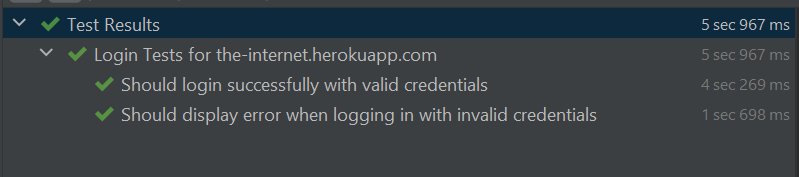 Test Results 5 sec 967 ms
Login Tests for the-internet.herokuapp.com 5 sec 967 ms
Should login successfully with valid credentials 4 sec 269 ms
Should display error when logging in with invalid credentials 1 sec 698 ms